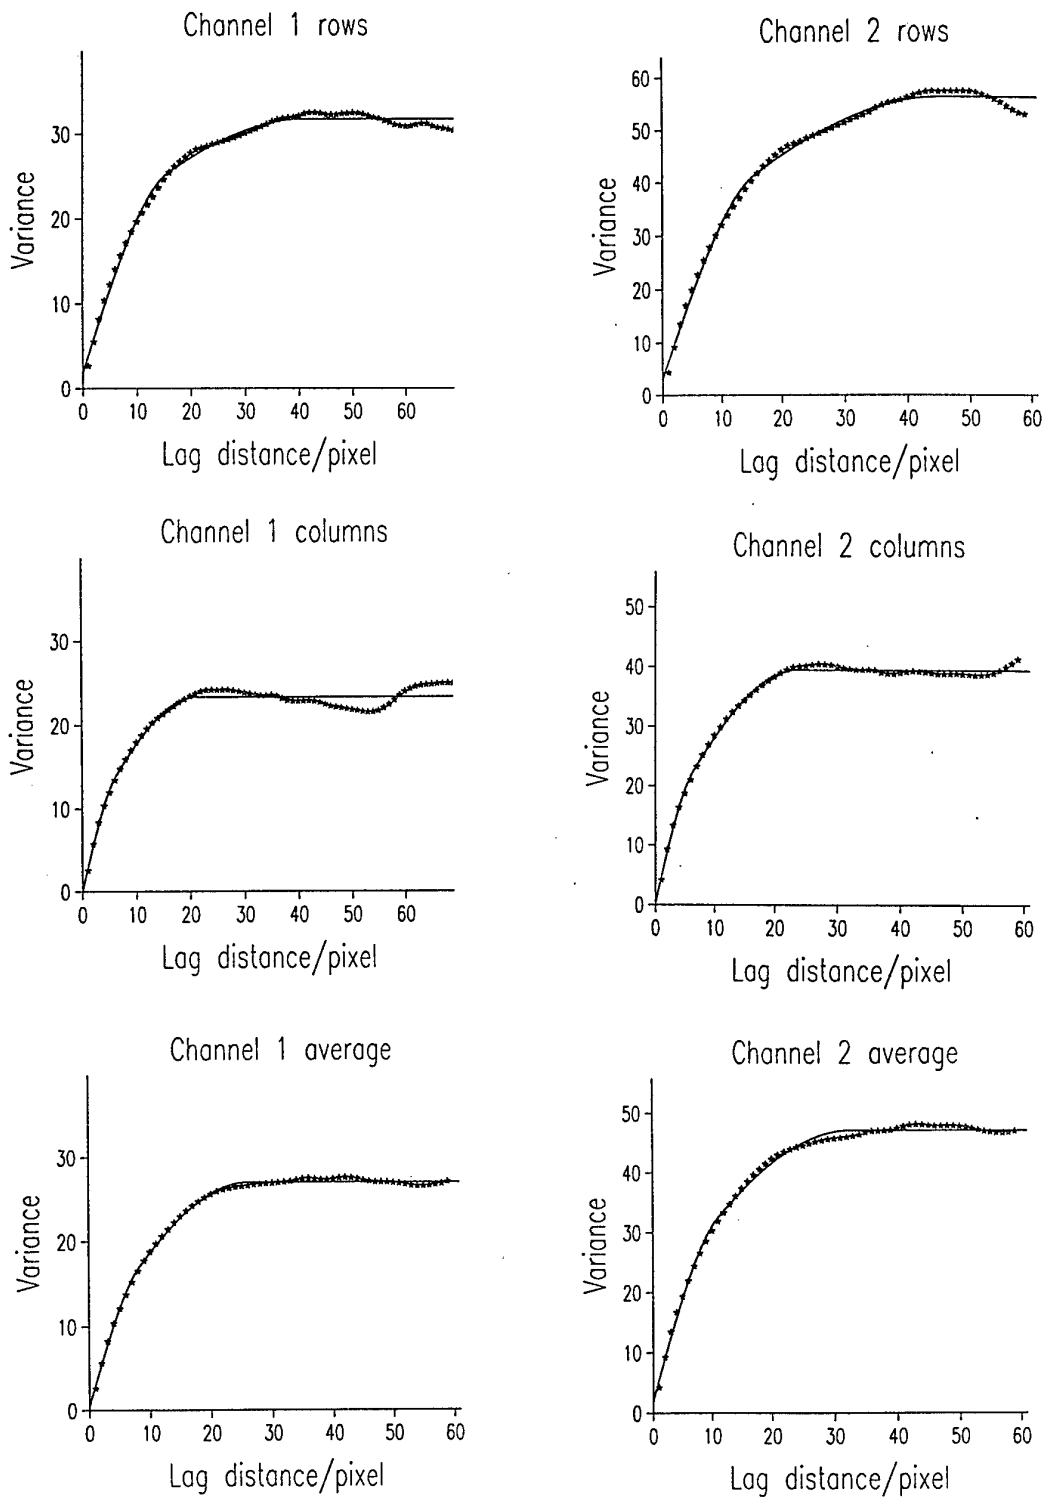 Channel 1 rows
Variance
30
20
10
0
0 10 20 30 40 50 60
Lag distance/pixel
Channel 2 rows
Variance
60
50
40
30
20
10
0
0 10 20 30 40 50 60
Lag distance/pixel
Channel 1 columns
Variance
30
20
10
0
0 10 20 30 40 50 60
Lag distance/pixel
Channel 2 columns
Variance
50
40
30
20
10
0
0 10 20 30 40 50 60
Lag distance/pixel
Channel 1 average
Variance
30
20
10
0
0 10 20 30 40 50 60
Lag distance/pixel
Channel 2 average
Variance
50
40
30
20
10
0
0 10 20 30 40 50 60
Lag distance/pixel